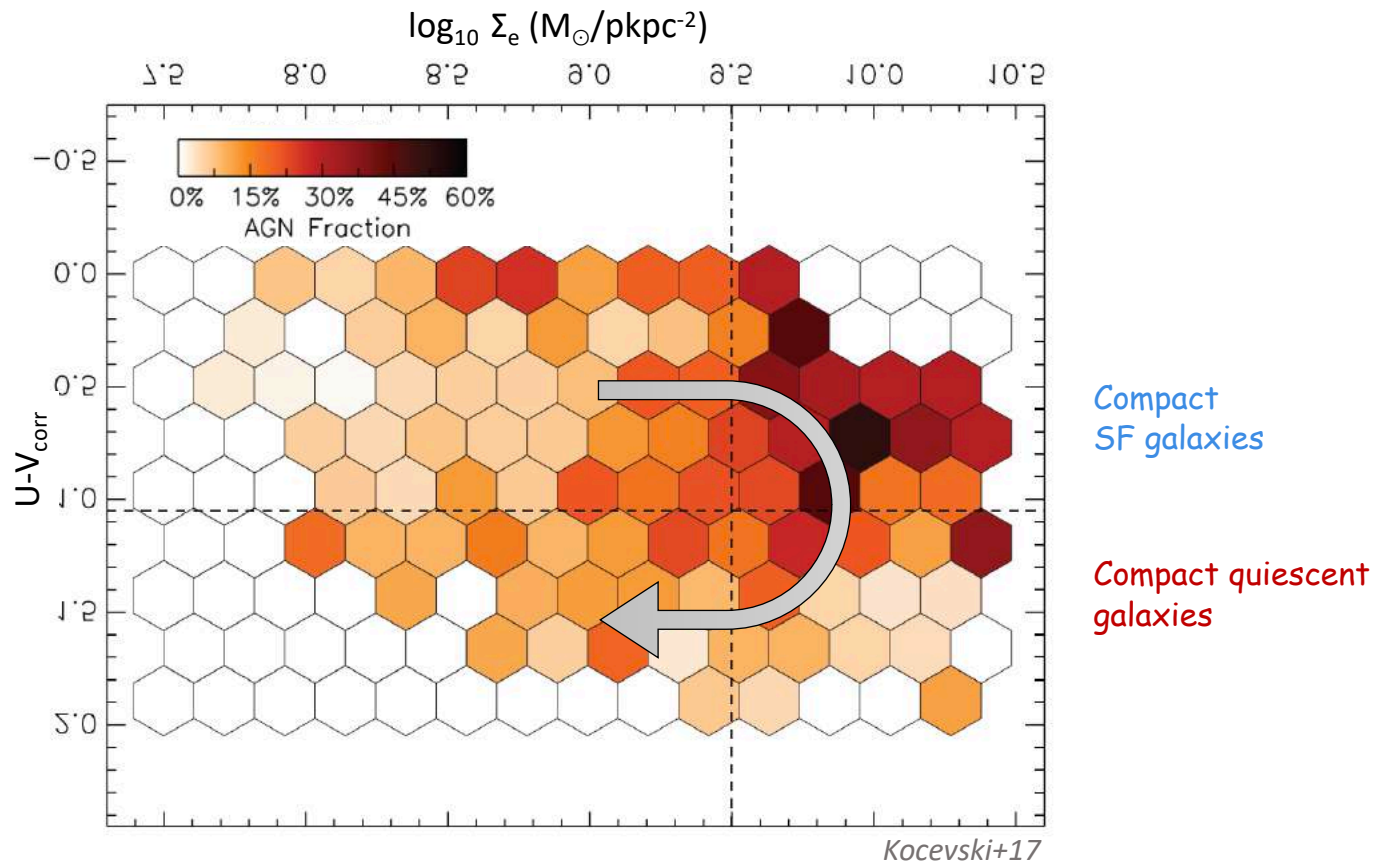 log₁₀ Σₑ (M☉/pkpc⁻²)
7.5 8.0 8.5 9.0 9.5 10.0 10.5
-0.5
0% 15% 30% 45% 60%
AGN Fraction
0.0
0.5
Compact
SF galaxies
U-Vcorr
1.0
Compact quiescent
galaxies
1.5
2.0
Kocevski+17